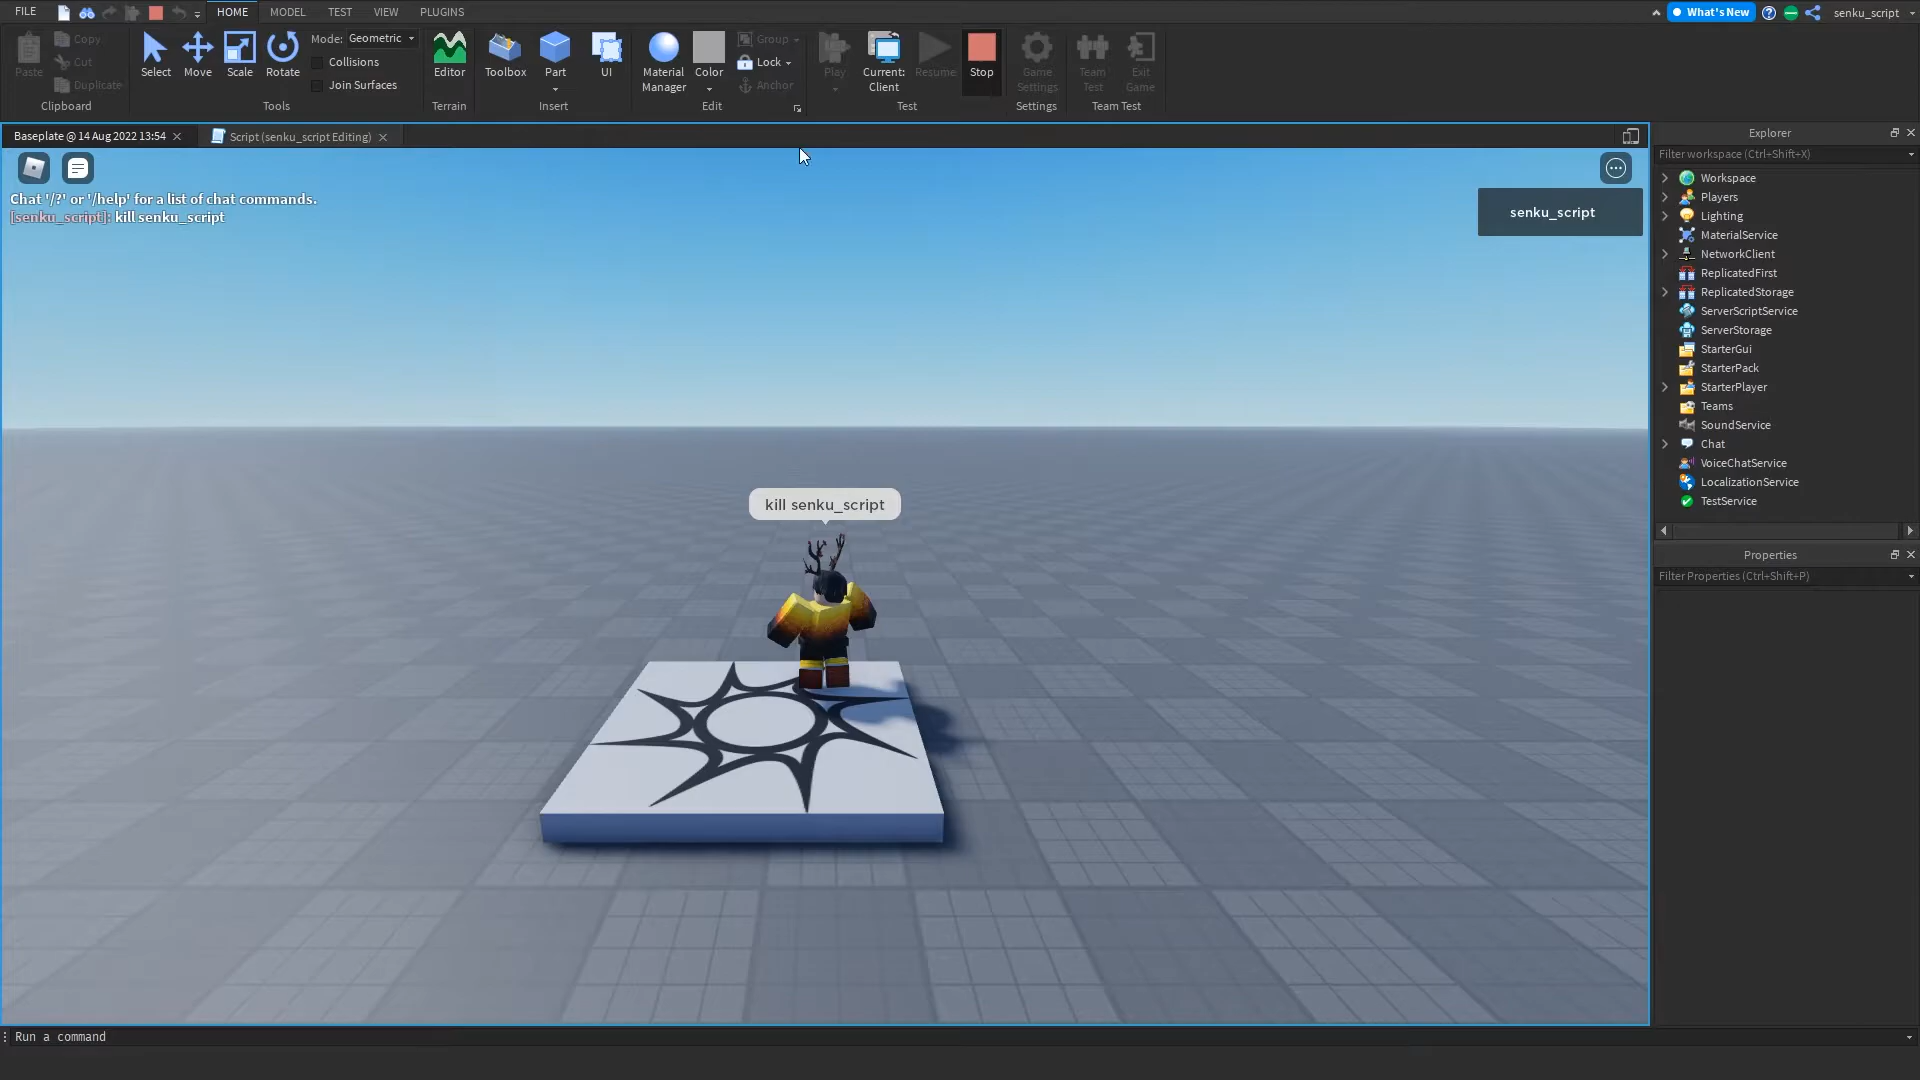 FILE
HOME
MODEL
TEST
VIEW
PLUGINS
What's New
senku_script
Paste
Copy
Cut
Duplicate
Clipboard
Select
Move
Scale
Rotate
Mode: Geometric
Collisions
Join Surfaces
Tools
Editor
Terrain
Toolbox
Part
UI
Insert
Material
Manager
Color
Group
Lock
Anchor
Edit
Play
Current:
Client
Resume
Stop
Test
Game
Settings
Settings
Team
Test
Exit
Game
Team Test
Baseplate @ 14 Aug 2022 13:54
Script (senku_script Editing)
Chat '/?' or '/help' for a list of chat commands.
[senku_script]: kill senku_script
senku_script
kill senku_script
Explorer
Filter workspace (Ctrl+Shift+X)
Workspace
Players
Lighting
MaterialService
NetworkClient
ReplicatedFirst
ReplicatedStorage
ServerScriptService
ServerStorage
StarterGui
StarterPack
StarterPlayer
Teams
SoundService
Chat
VoiceChatService
LocalizationService
TestService
Properties
Filter Properties (Ctrl+Shift+P)
Run a command